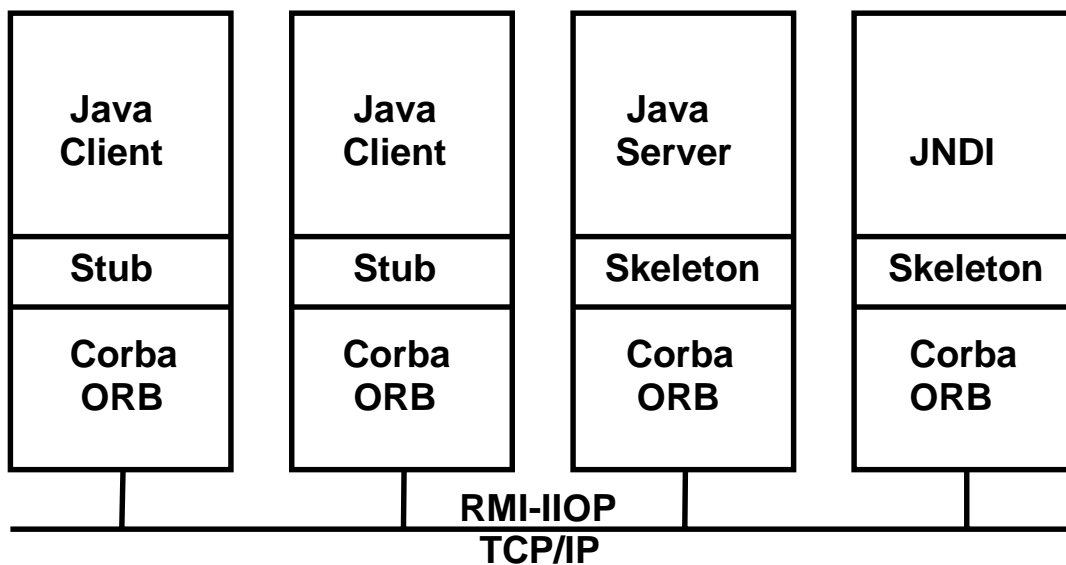 Java
Client
Stub
Corba
ORB
Java
Client
Stub
Corba
ORB
Java
Server
Skeleton
Corba
ORB
JNDI
Skeleton
Corba
ORB
RMI-IIOP
TCP/IP